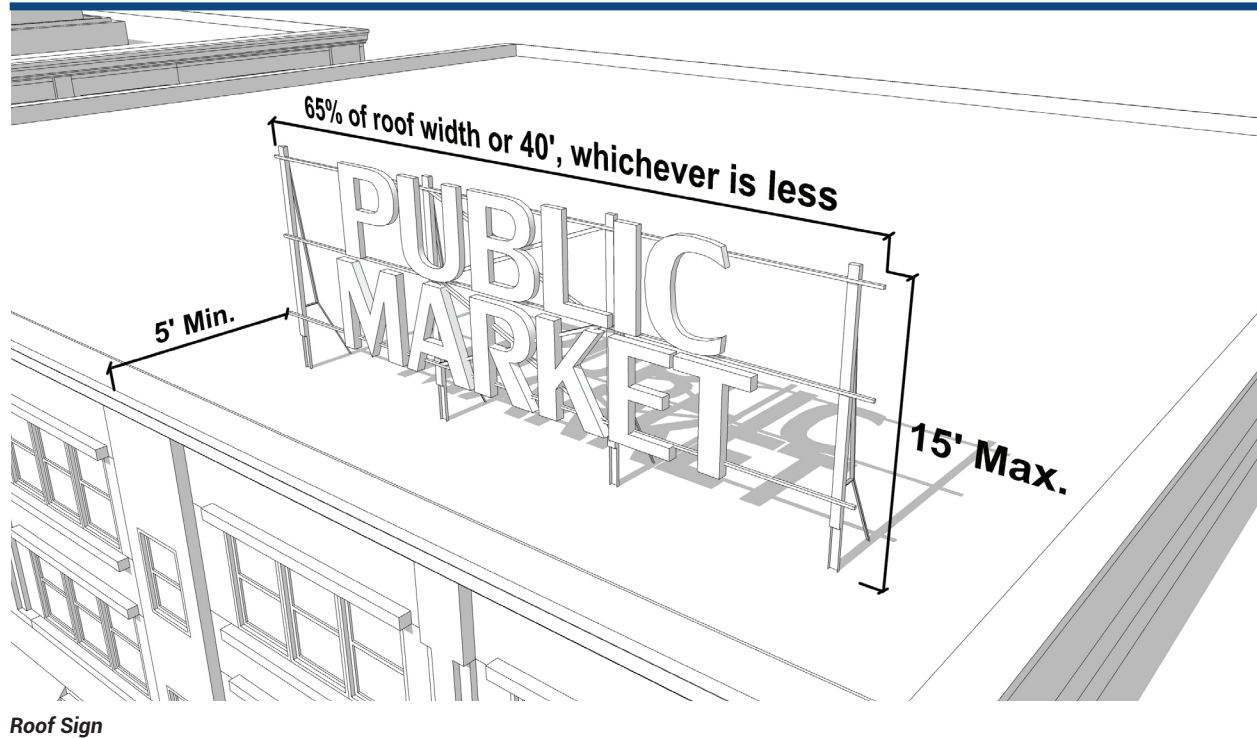 65% of roof width or 40', whichever is less
PUBLIC
MARKET
5' Min.
15' Max.
Roof Sign